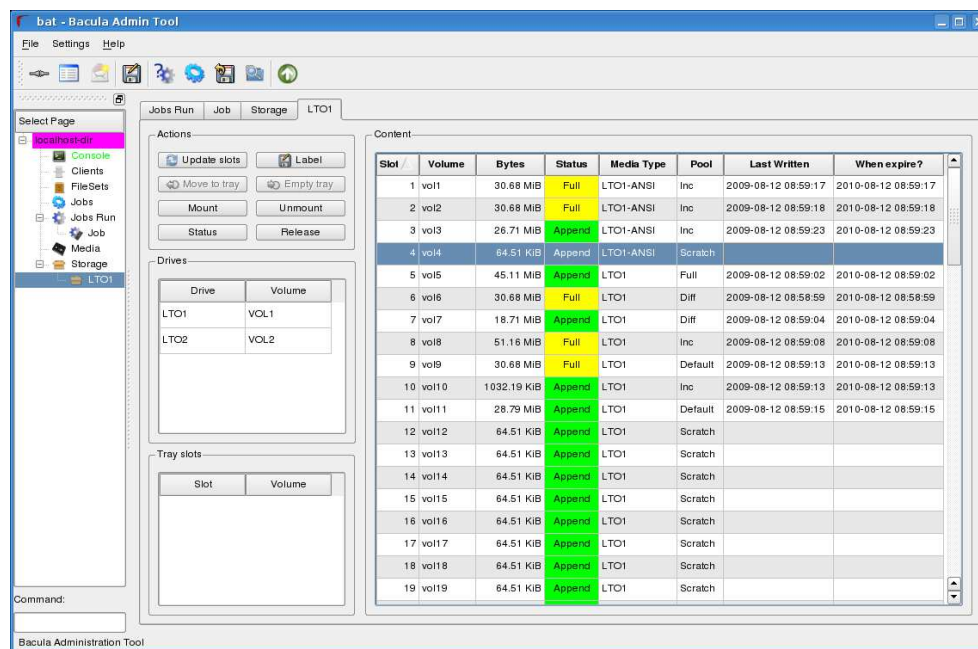 bat - Bacula Admin Tool
File Settings Help
Select Page
localhost-dir
Console
Clients
FileSets
Jobs
Jobs Run
Job
Media
Storage
LTO1
Command:
Bacula Administration Tool
Jobs Run Job Storage LTO1
Actions
Update slots Label
Move to tray Empty tray
Mount Unmount
Status Release
Drives
Drive Volume
LTO1 VOL1
LTO2 VOL2
Tray slots
Slot Volume
Content
Slot Volume Bytes Status Media Type Pool Last Written When expire?
1 vol1 30.68 MiB Full LTO1-ANSI Inc 2009-08-12 08:59:17 2010-08-12 08:59:17
2 vol2 30.68 MiB Full LTO1-ANSI Inc 2009-08-12 08:59:18 2010-08-12 08:59:18
3 vol3 26.71 MiB Append LTO1-ANSI Inc 2009-08-12 08:59:23 2010-08-12 08:59:23
4 vol4 64.51 KiB Append LTO1-ANSI Scratch
5 vol5 45.11 MiB Append LTO1 Full 2009-08-12 08:59:02 2010-08-12 08:59:02
6 vol6 30.68 MiB Full LTO1 Diff 2009-08-12 08:58:59 2010-08-12 08:58:59
7 vol7 18.71 MiB Append LTO1 Diff 2009-08-12 08:59:04 2010-08-12 08:59:04
8 vol8 51.16 MiB Full LTO1 Inc 2009-08-12 08:59:08 2010-08-12 08:59:08
9 vol9 30.68 MiB Full LTO1 Default 2009-08-12 08:59:13 2010-08-12 08:59:13
10 vol10 1032.19 KiB Append LTO1 Inc 2009-08-12 08:59:13 2010-08-12 08:59:13
11 vol11 28.79 MiB Append LTO1 Default 2009-08-12 08:59:15 2010-08-12 08:59:15
12 vol12 64.51 KiB Append LTO1 Scratch
13 vol13 64.51 KiB Append LTO1 Scratch
14 vol14 64.51 KiB Append LTO1 Scratch
15 vol15 64.51 KiB Append LTO1 Scratch
16 vol16 64.51 KiB Append LTO1 Scratch
17 vol17 64.51 KiB Append LTO1 Scratch
18 vol18 64.51 KiB Append LTO1 Scratch
19 vol19 64.51 KiB Append LTO1 Scratch